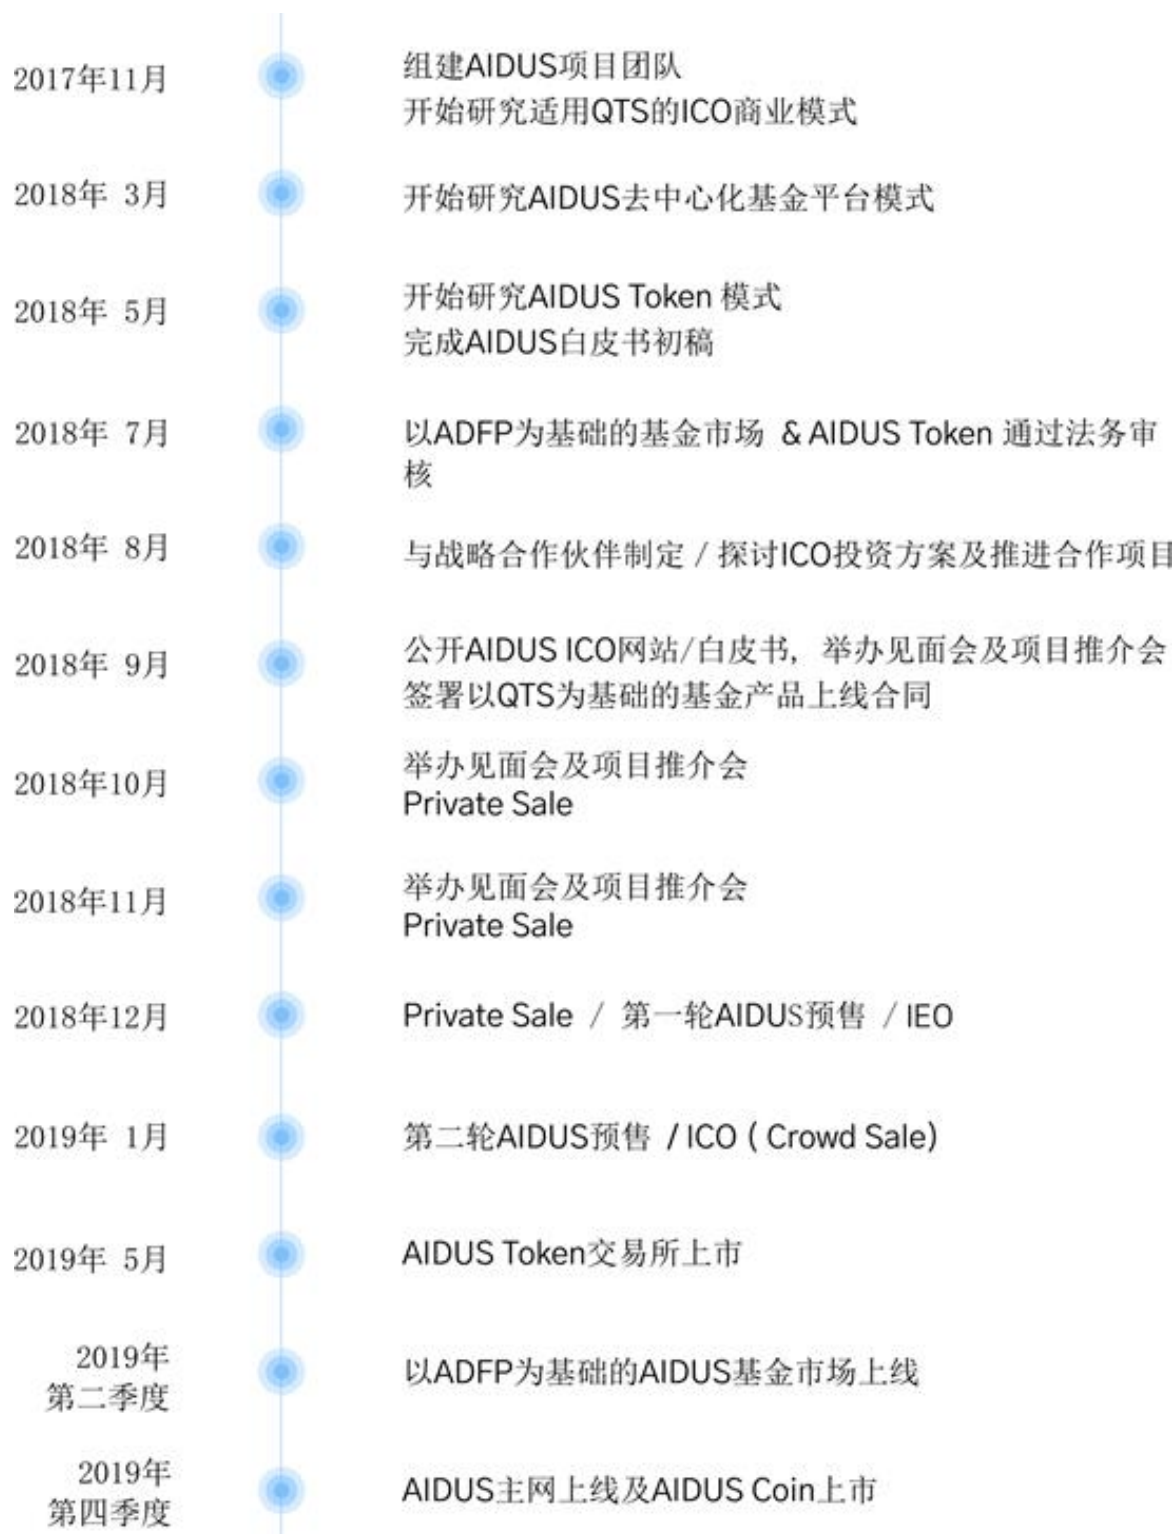 2017年11月
组建AIDUS项目团队
开始研究适用QTS的ICO商业模式
2018年 3月
开始研究AIDUS去中心化基金平台模式
2018年 5月
开始研究AIDUS Token 模式
完成AIDUS白皮书初稿
2018年 7月
以ADFP为基础的基金市场 & AIDUS Token 通过法务审
核
2018年 8月
与战略合作伙伴制定 / 探讨ICO投资方案及推进合作项目
2018年 9月
公开AIDUS ICO网站/白皮书, 举办见面会及项目推介会
签署以QTS为基础的基金产品上线合同
2018年10月
举办见面会及项目推介会
Private Sale
2018年11月
举办见面会及项目推介会
Private Sale
2018年12月
Private Sale / 第一轮AIDUS预售 / IEO
2019年 1月
第二轮AIDUS预售 / ICO ( Crowd Sale)
2019年 5月
AIDUS Token交易所上市
2019年
第二季度
以ADFP为基础的AIDUS基金市场上线
2019年
第四季度
AIDUS主网上线及AIDUS Coin上市